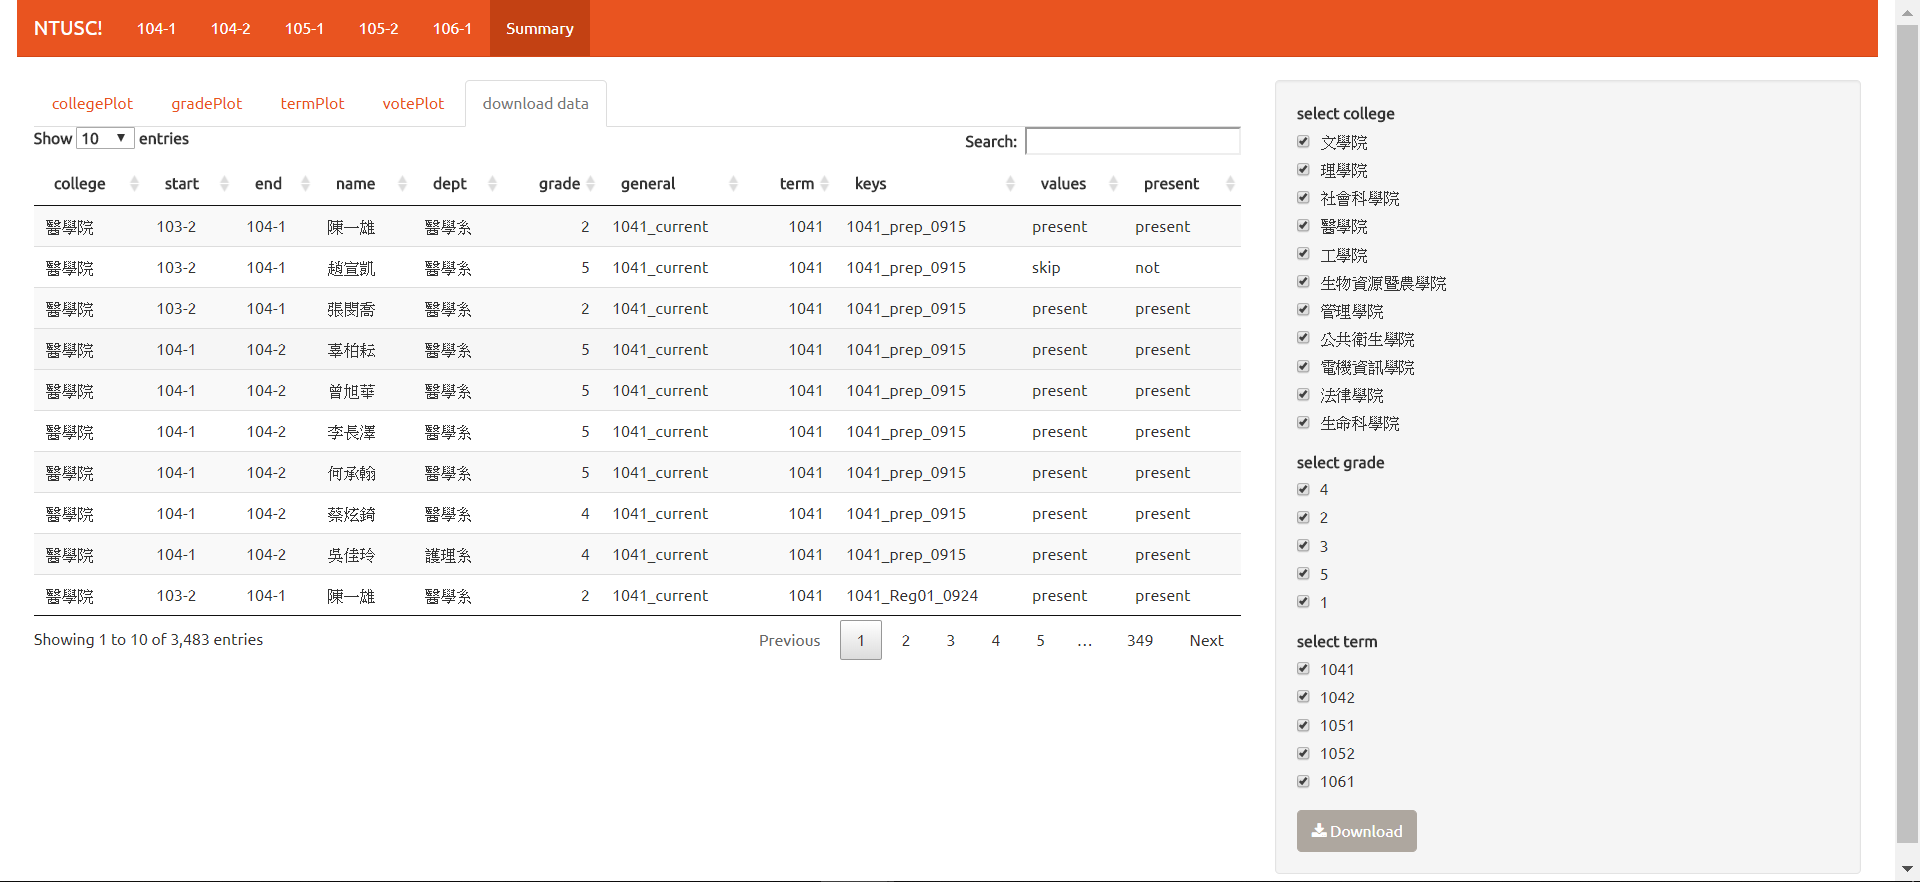 NTUSC! 104-1 104-2 105-1 105-2 106-1 Summary
collegePlot gradePlot termPlot votePlot download data
Show 10 entries Search:
college start end name dept grade general term keys values present
醫學院 103-2 104-1 陳一雄 醫學系 2 1041_current 1041 1041_prep_0915 present present
醫學院 103-2 104-1 趙宣凱 醫學系 5 1041_current 1041 1041_prep_0915 skip not
醫學院 103-2 104-1 張閔喬 醫學系 2 1041_current 1041 1041_prep_0915 present present
醫學院 104-1 104-2 辜柏耘 醫學系 5 1041_current 1041 1041_prep_0915 present present
醫學院 104-1 104-2 曾旭華 醫學系 5 1041_current 1041 1041_prep_0915 present present
醫學院 104-1 104-2 李長澤 醫學系 5 1041_current 1041 1041_prep_0915 present present
醫學院 104-1 104-2 何承翰 醫學系 5 1041_current 1041 1041_prep_0915 present present
醫學院 104-1 104-2 蔡炫錡 醫學系 4 1041_current 1041 1041_prep_0915 present present
醫學院 104-1 104-2 吳佳玲 護理系 4 1041_current 1041 1041_prep_0915 present present
醫學院 103-2 104-1 陳一雄 醫學系 2 1041_current 1041 1041_Reg01_0924 present present
Showing 1 to 10 of 3,483 entries Previous 1 2 3 4 5 … 349 Next
select college
文學院
理學院
社會科學院
醫學院
工學院
生物資源暨農學院
管理學院
公共衛生學院
電機資訊學院
法律學院
生命科學院
select grade
4
2
3
5
1
select term
1041
1042
1051
1052
1061
Download